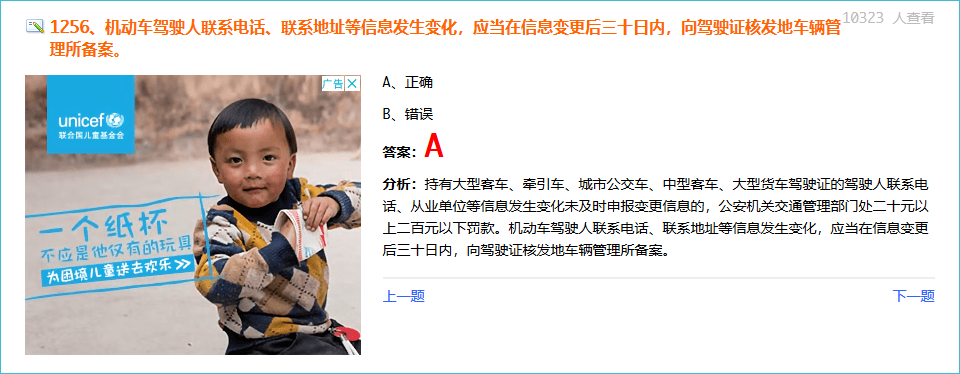 10323 人查看
1256、机动车驾驶人联系电话、联系地址等信息发生变化，应当在信息变更后三十日内，向驾驶证核发地车辆管
理所备案。
广告
unicef
联合国儿童基金会
一个纸杯
不应是他仅有的玩具
为困境儿童送去欢乐 >>
A、正确
B、错误
答案：A
分析：持有大型客车、牵引车、城市公交车、中型客车、大型货车驾驶证的驾驶人联系电
话、从业单位等信息发生变化未及时申报变更信息的，公安机关交通管理部门处二十元以
上二百元以下罚款。机动车驾驶人联系电话、联系地址等信息发生变化，应当在信息变更
后三十日内，向驾驶证核发地车辆管理所备案。
上一题
下一题